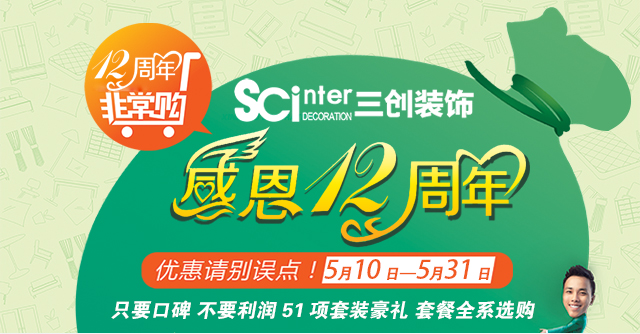 12周年
非常购
SCinter
DECORATION
三创装饰
感恩12周年
优惠请别误点！5月10日—5月31日
只要口碑 不要利润 51 项套装豪礼 套餐全系选购